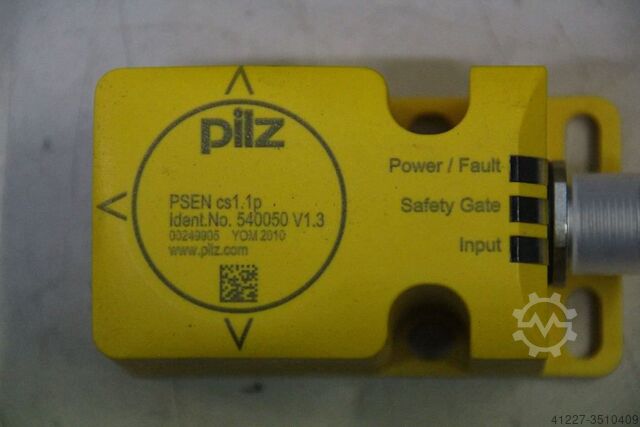 pilz
PSEN cs1.1p
Ident.No. 540050 V1.3
00249905 YOM 2010
www.pilz.com
Power / Fault
Safety Gate
Input
41227-3510409